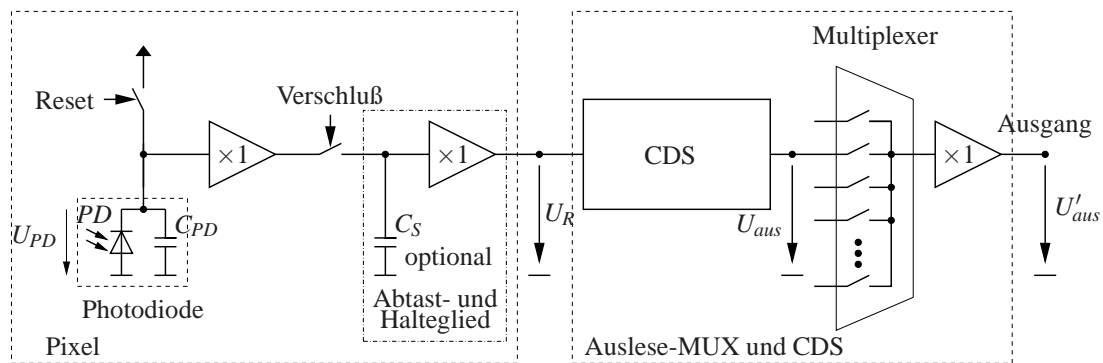 Multiplexer
Reset
Verschluß
Ausgang
×1
×1
CDS
×1
PD
C_PD
U_PD
C_S
optional
U_R
U_aus
U'_aus
Photodiode
Abtast- und
Halteglied
Pixel
Auslese-MUX und CDS